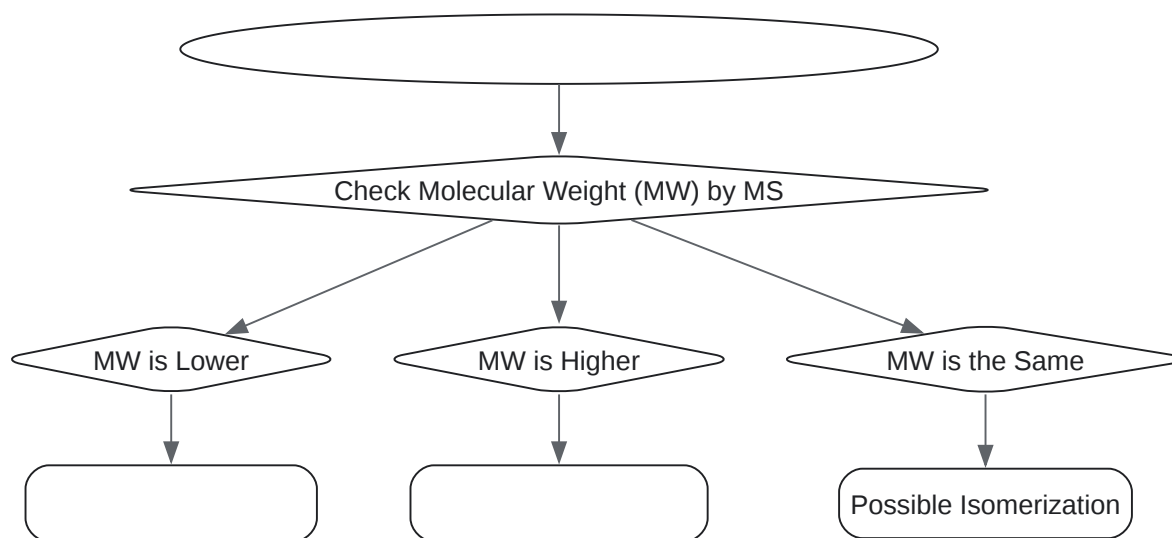 Check Molecular Weight (MW) by MS
MW is Lower
MW is Higher
MW is the Same
Possible Isomerization